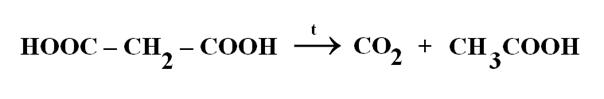 HOOC – CH₂ – COOH —t→ CO₂ + CH₃COOH